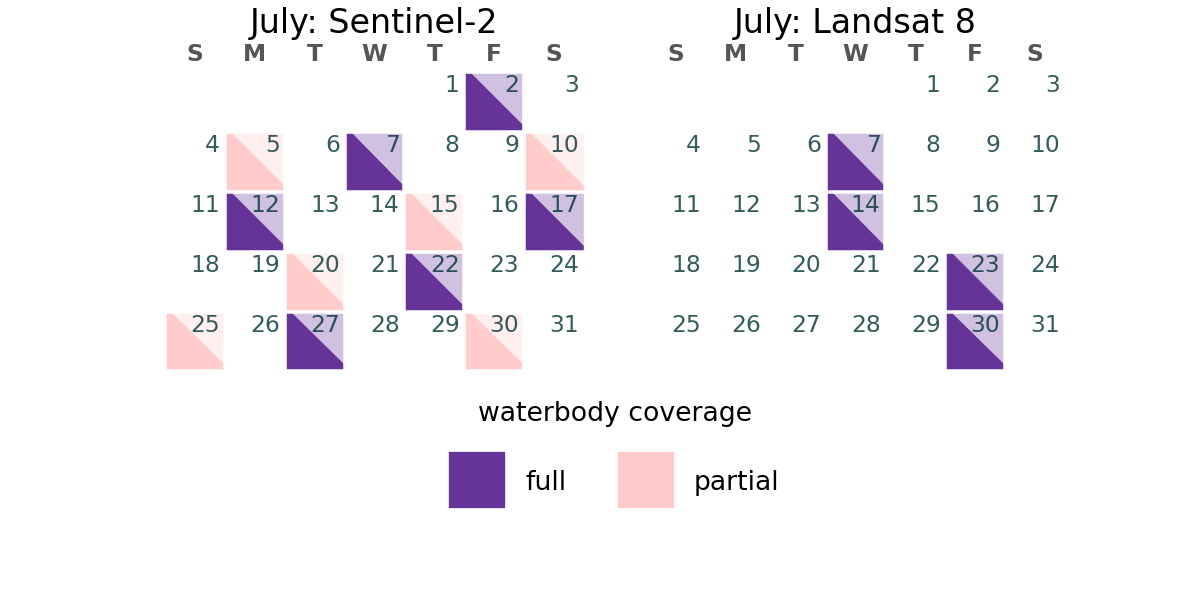 July: Sentinel-2
S M T W T F S
1 2 3
4 5 6 7 8 9 10
11 12 13 14 15 16 17
18 19 20 21 22 23 24
25 26 27 28 29 30 31
July: Landsat 8
S M T W T F S
1 2 3
4 5 6 7 8 9 10
11 12 13 14 15 16 17
18 19 20 21 22 23 24
25 26 27 28 29 30 31
waterbody coverage
full partial